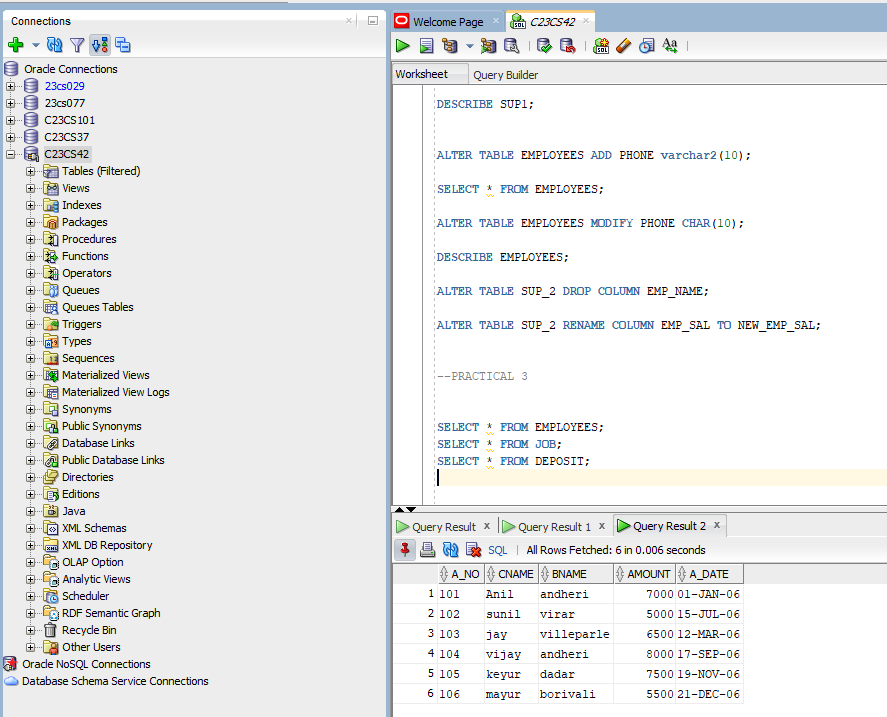 Connections
Oracle Connections
23cs029
23cs077
C23CS101
C23CS37
C23CS42
Tables (Filtered)
Views
Indexes
Packages
Procedures
Functions
Operators
Queues
Queues Tables
Triggers
Types
Sequences
Materialized Views
Materialized View Logs
Synonyms
Public Synonyms
Database Links
Public Database Links
Directories
Editions
Java
XML Schemas
XML DB Repository
OLAP Option
Analytic Views
Scheduler
RDF Semantic Graph
Recycle Bin
Other Users
Oracle NoSQL Connections
Database Schema Service Connections
Welcome Page C23CS42
Worksheet Query Builder
DESCRIBE SUP1;
ALTER TABLE EMPLOYEES ADD PHONE varchar2(10);
SELECT * FROM EMPLOYEES;
ALTER TABLE EMPLOYEES MODIFY PHONE CHAR(10);
DESCRIBE EMPLOYEES;
ALTER TABLE SUP_2 DROP COLUMN EMP_NAME;
ALTER TABLE SUP_2 RENAME COLUMN EMP_SAL TO NEW_EMP_SAL;
--PRACTICAL 3
SELECT * FROM EMPLOYEES;
SELECT * FROM JOB;
SELECT * FROM DEPOSIT;
Query Result Query Result 1 Query Result 2
SQL All Rows Fetched: 6 in 0.006 seconds
A_NO CNAME BNAME AMOUNT A_DATE
1 101 Anil andheri 7000 01-JAN-06
2 102 sunil virar 5000 15-JUL-06
3 103 jay villeparle 6500 12-MAR-06
4 104 vijay andheri 8000 17-SEP-06
5 105 keyur dadar 7500 19-NOV-06
6 106 mayur borivali 5500 21-DEC-06